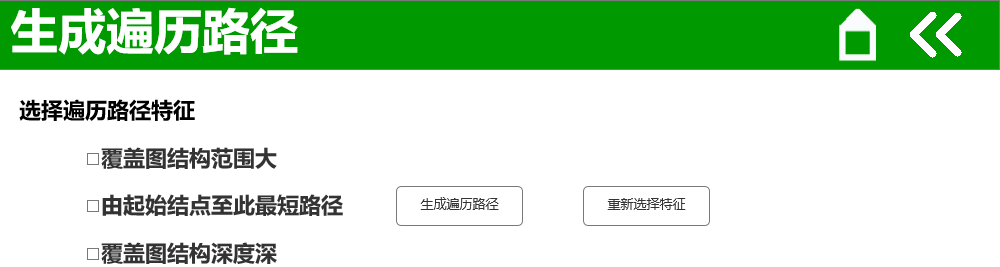 生成遍历路径
选择遍历路径特征
覆盖图结构范围大
由起始结点至此最短路径
生成遍历路径
重新选择特征
覆盖图结构深度深